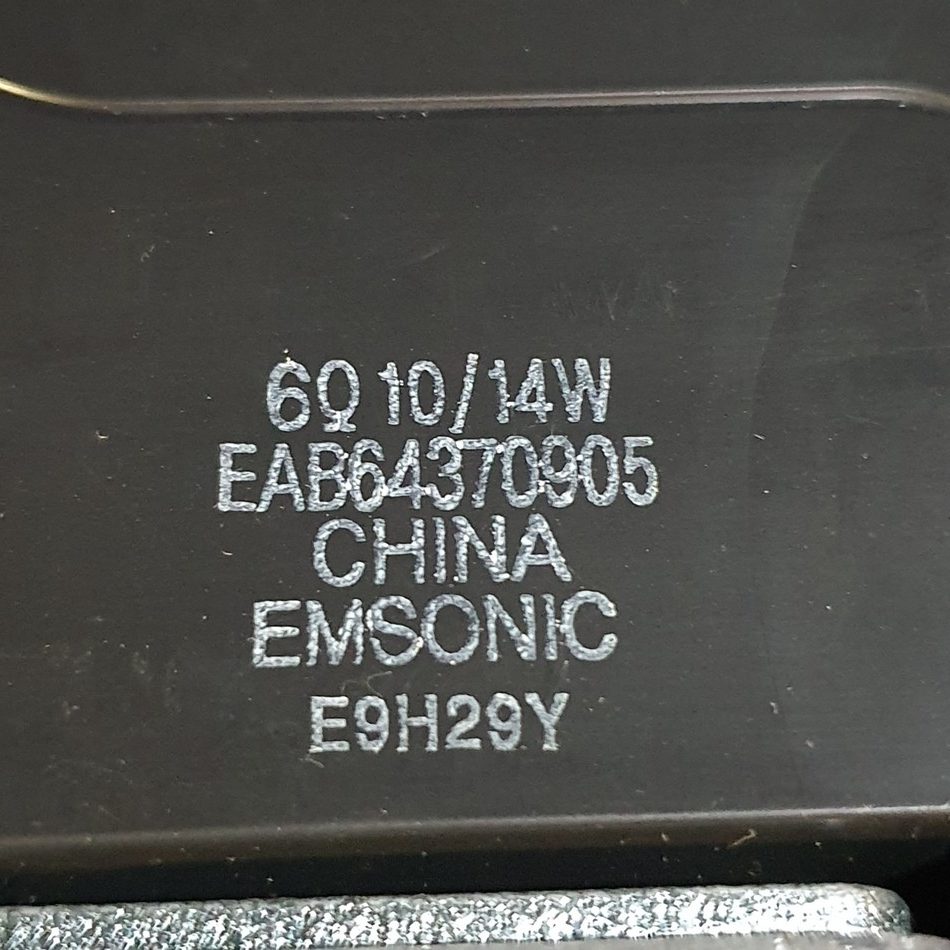 6Ω 10/14W
EAB64370905
CHINA
EMSONIC
E9H29Y